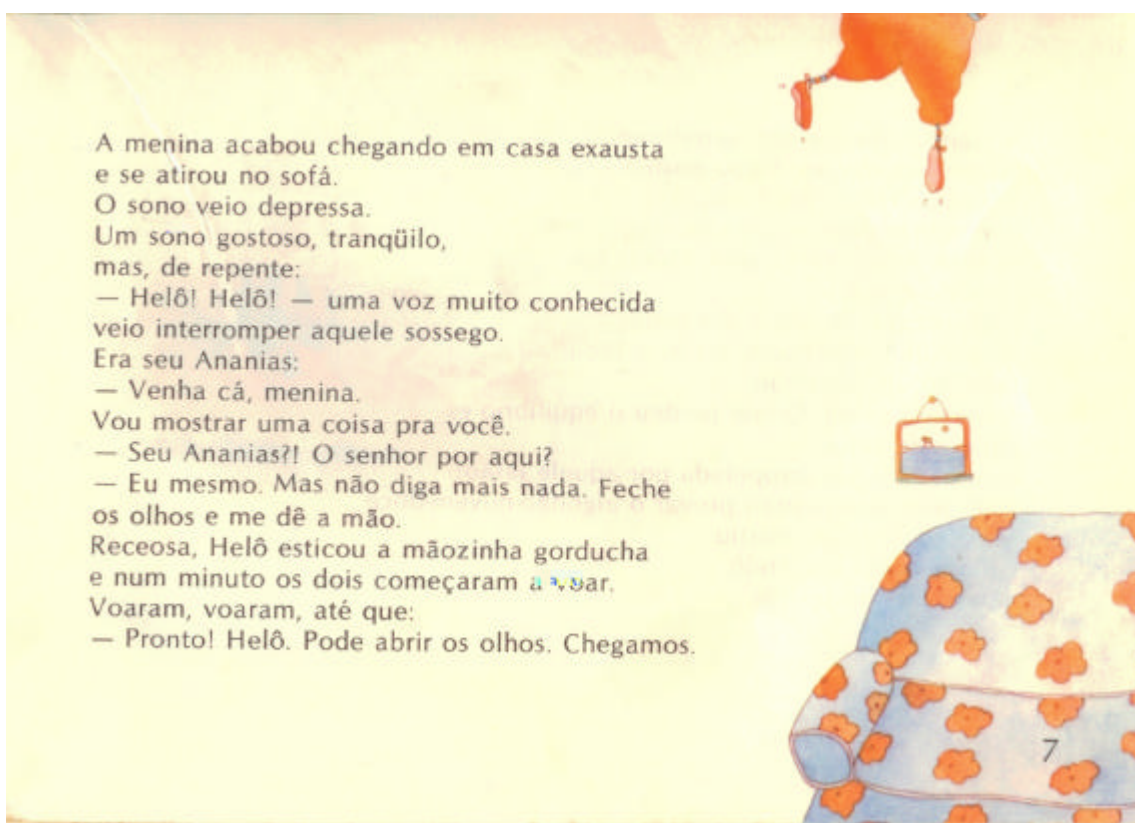 A menina acabou chegando em casa exausta
e se atirou no sofá.
O sono veio depressa.
Um sono gostoso, tranqüilo,
mas, de repente:
— Helô! Helô! — uma voz muito conhecida
veio interromper aquele sossego.
Era seu Ananias:
— Venha cá, menina.
Vou mostrar uma coisa pra você.
— Seu Ananias?! O senhor por aqui?
— Eu mesmo. Mas não diga mais nada. Feche
os olhos e me dê a mão.
Receosa, Helô esticou a mãozinha gorducha
e num minuto os dois começaram a voar.
Voaram, voaram, até que:
— Pronto! Helô. Pode abrir os olhos. Chegamos.
7